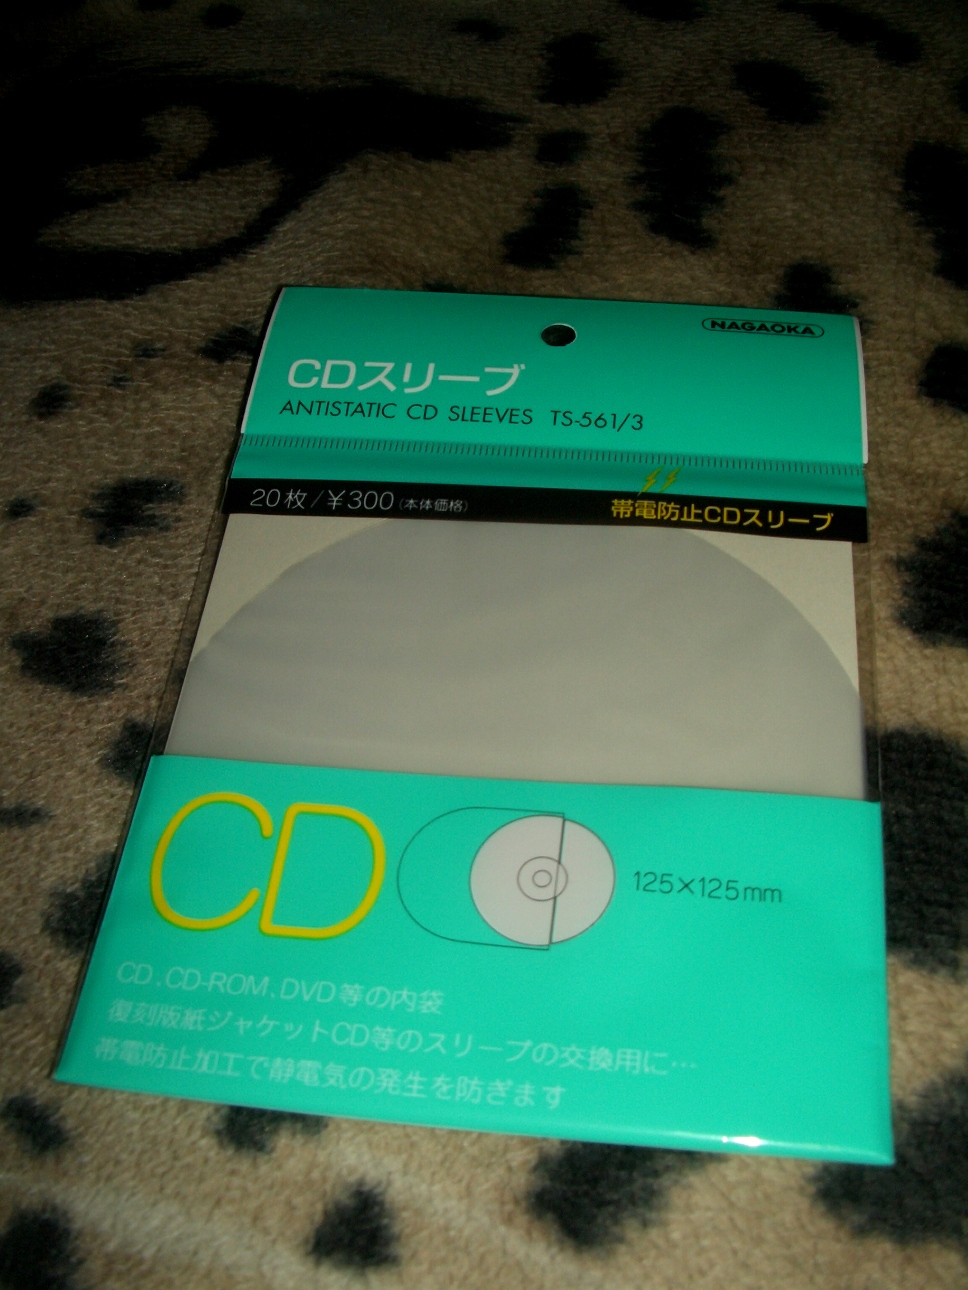 NAGAOKA
CDスリーブ
ANTISTATIC CD SLEEVES TS-561/3
20枚/¥300(本体価格)
帯電防止CDスリーブ
CD
125×125mm
CD、CD-ROM、DVD等の内袋
復刻版紙ジャケットCD等のスリーブの交換用に…
帯電防止加工で静電気の発生を防ぎます